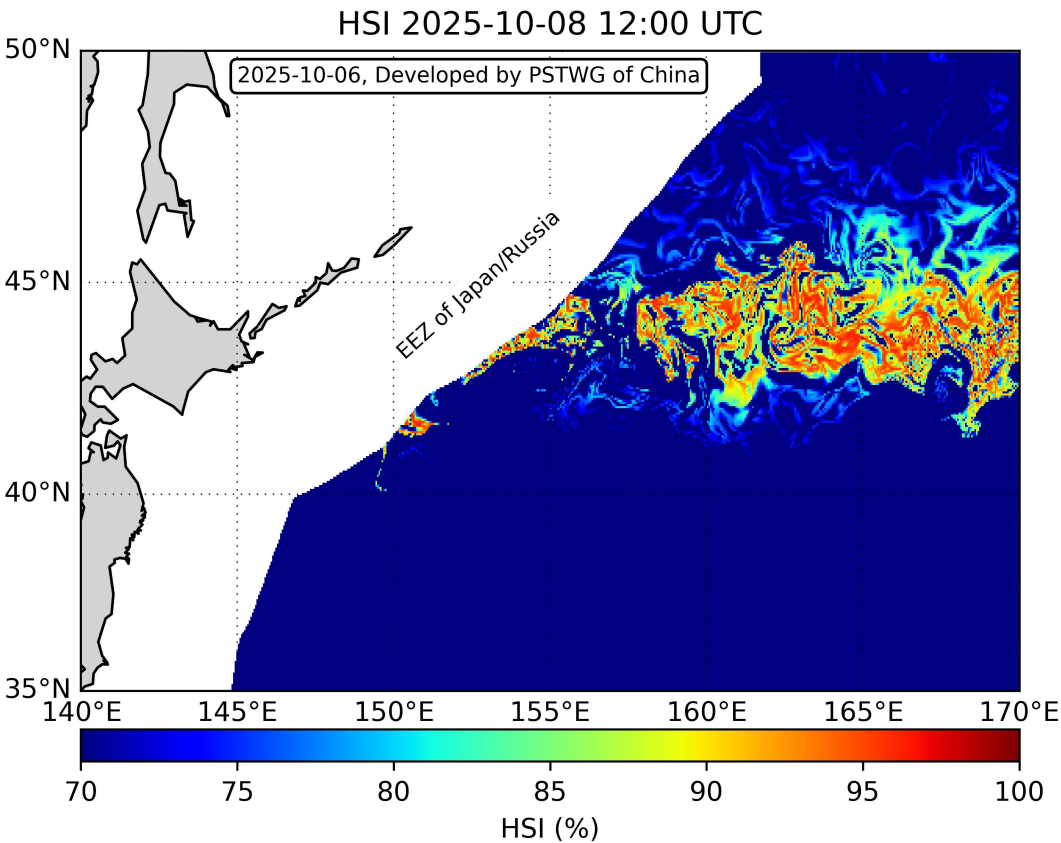 HSI 2025-10-08 12:00 UTC
50°N
2025-10-06, Developed by PSTWG of China
EEZ of Japan/Russia
45°N
40°N
35°N
140°E 145°E 150°E 155°E 160°E 165°E 170°E
70 75 80 85 90 95 100
HSI (%)